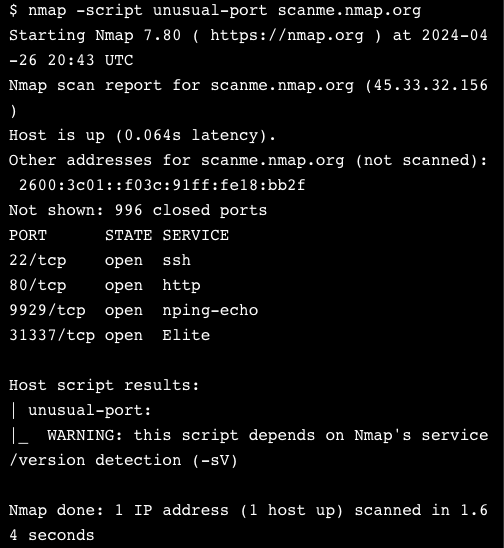 $ nmap -script unusual-port scanme.nmap.org
Starting Nmap 7.80 ( https://nmap.org ) at 2024-04
-26 20:43 UTC
Nmap scan report for scanme.nmap.org (45.33.32.156
)
Host is up (0.064s latency).
Other addresses for scanme.nmap.org (not scanned):
 2600:3c01::f03c:91ff:fe18:bb2f
Not shown: 996 closed ports
PORT      STATE SERVICE
22/tcp    open  ssh
80/tcp    open  http
9929/tcp  open  nping-echo
31337/tcp open  Elite

Host script results:
| unusual-port:
|_  WARNING: this script depends on Nmap's service
/version detection (-sV)

Nmap done: 1 IP address (1 host up) scanned in 1.6
4 seconds